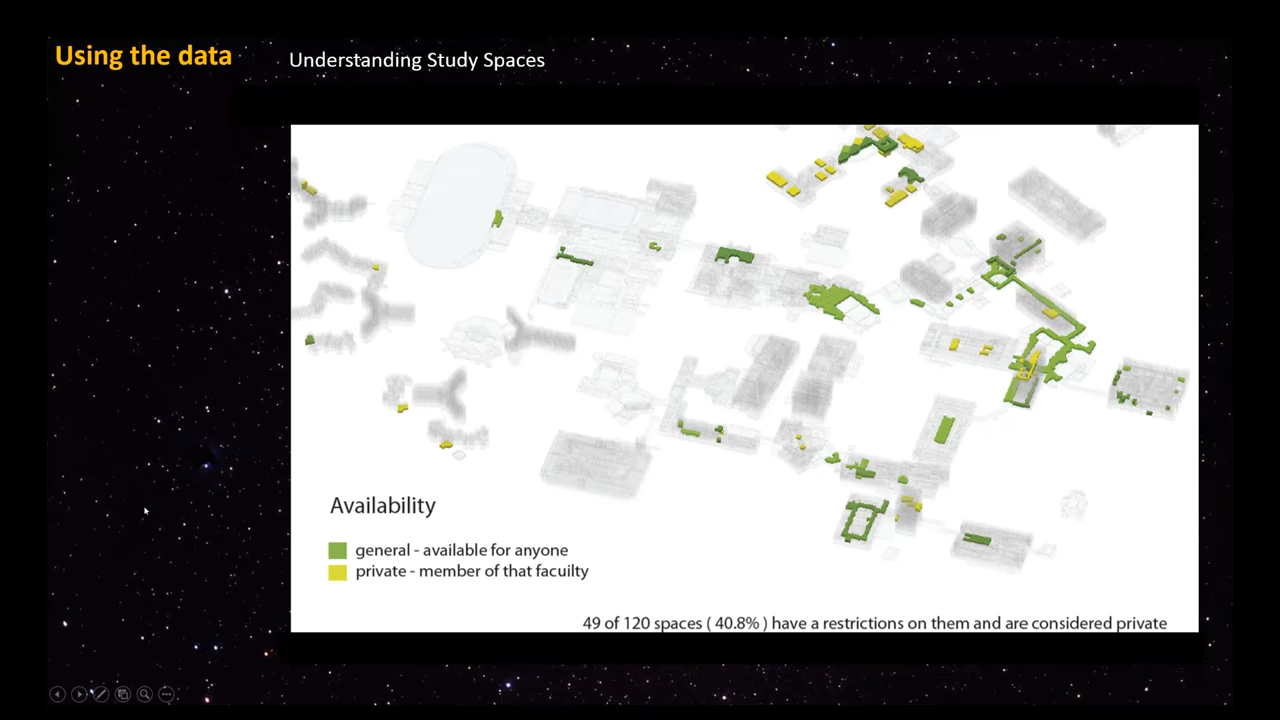 Using the data
Understanding Study Spaces
Availability
general - available for anyone
private - member of that facuilty
49 of 120 spaces ( 40.8% ) have a restrictions on them and are considered private